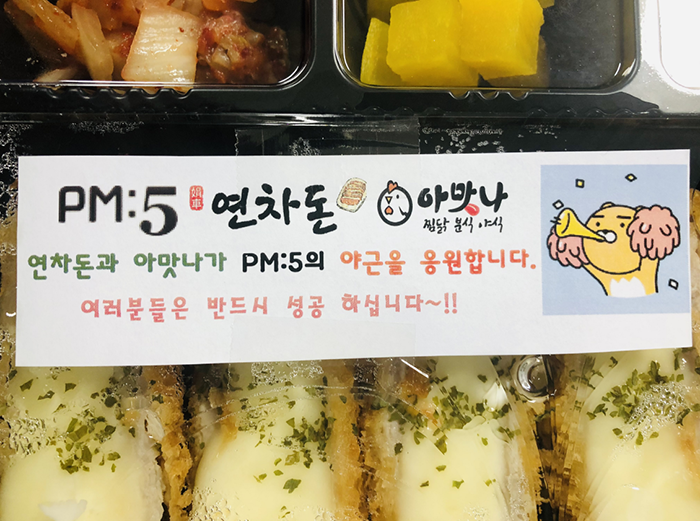 PM:5 연차돈 아맛나
찜닭 분식 야식
연차돈과 아맛나가 PM:5의 야근을 응원합니다.
여러분들은 반드시 성공 하십니다~!!